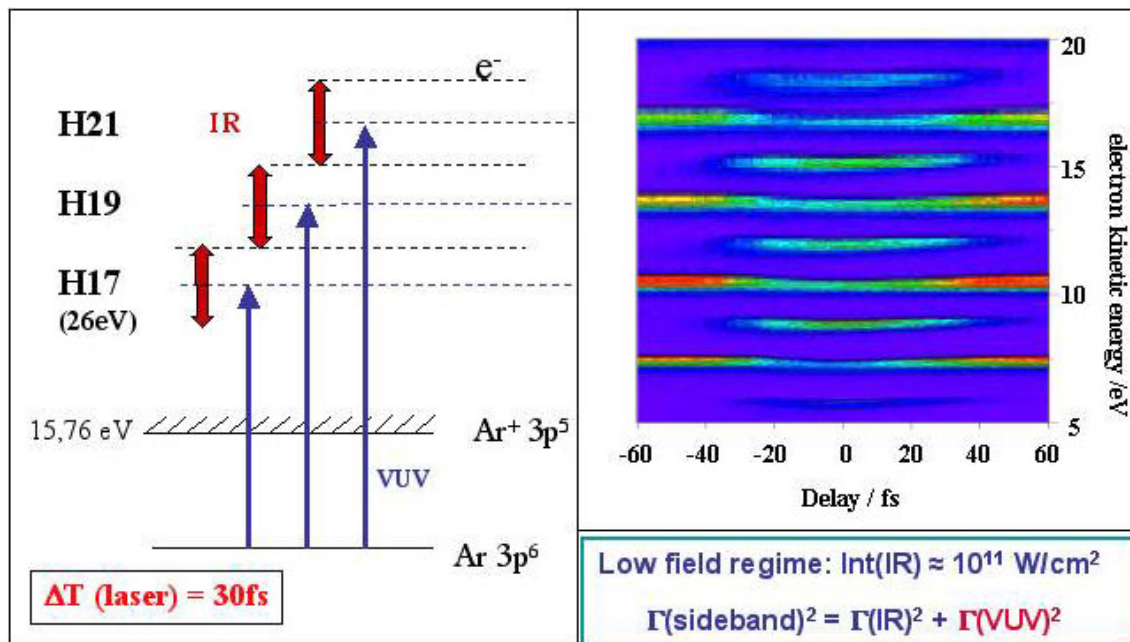 e-
H21
IR
H19
H17
(26eV)
15,76 eV
Ar+ 3p5
VUV
Ar 3p6
ΔT (laser) = 30fs
20
15
10
5
electron kinetic energy /eV
-60 -40 -20 0 20 40 60
Delay / fs
Low field regime: Int(IR) ≈ 10¹¹ W/cm²
Γ(sideband)² = Γ(IR)² + Γ(VUV)²